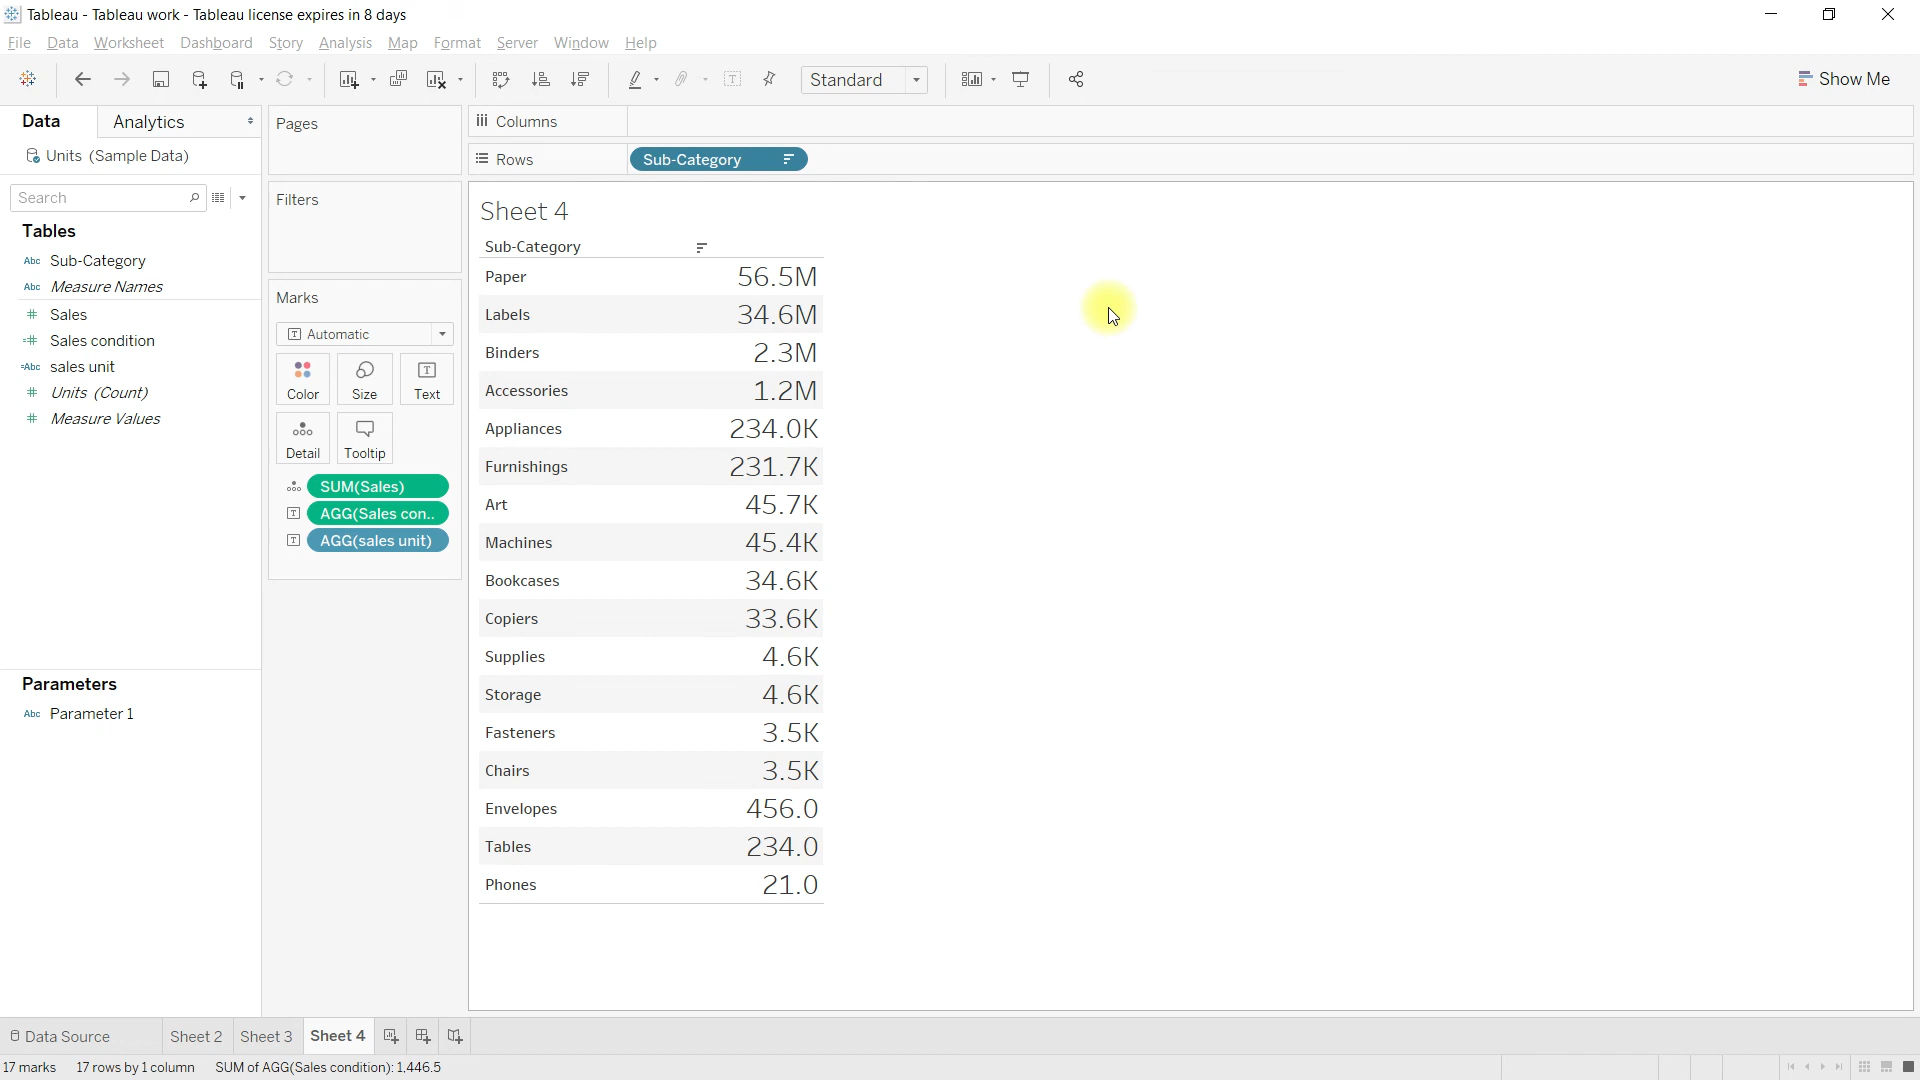 Tableau - Tableau work - Tableau license expires in 8 days
File Data Worksheet Dashboard Story Analysis Map Format Server Window Help
Standard
Show Me
Data Analytics
Units (Sample Data)
Search
Tables
Abc Sub-Category
Abc Measure Names
# Sales
=# Sales condition
=Abc sales unit
# Units (Count)
# Measure Values
Parameters
Abc Parameter 1
Pages
Filters
Marks
T Automatic
Color Size Text
Detail Tooltip
SUM(Sales)
T AGG(Sales con..
T AGG(sales unit)
Columns
Rows Sub-Category
Sheet 4
Sub-Category
Paper 56.5M
Labels 34.6M
Binders 2.3M
Accessories 1.2M
Appliances 234.0K
Furnishings 231.7K
Art 45.7K
Machines 45.4K
Bookcases 34.6K
Copiers 33.6K
Supplies 4.6K
Storage 4.6K
Fasteners 3.5K
Chairs 3.5K
Envelopes 456.0
Tables 234.0
Phones 21.0
Data Source Sheet 2 Sheet 3 Sheet 4
17 marks 17 rows by 1 column SUM of AGG(Sales condition): 1,446.5